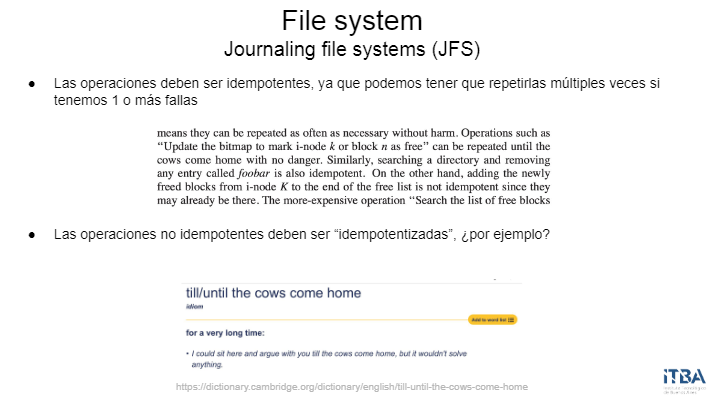 File system
Journaling file systems (JFS)
● Las operaciones deben ser idempotentes, ya que podemos tener que repetirlas múltiples veces si
tenemos 1 o más fallas
means they can be repeated as often as necessary without harm. Operations such as
“Update the bitmap to mark i-node k or block n as free” can be repeated until the
cows come home with no danger. Similarly, searching a directory and removing
any entry called foobar is also idempotent. On the other hand, adding the newly
freed blocks from i-node K to the end of the free list is not idempotent since they
may already be there. The more-expensive operation “Search the list of free blocks
● Las operaciones no idempotentes deben ser “idempotentizadas”, ¿por ejemplo?
till/until the cows come home
idiom
Add to word list
for a very long time:
• I could sit here and argue with you till the cows come home, but it wouldn't solve
anything.
https://dictionary.cambridge.org/dictionary/english/till-until-the-cows-come-home
ITBA